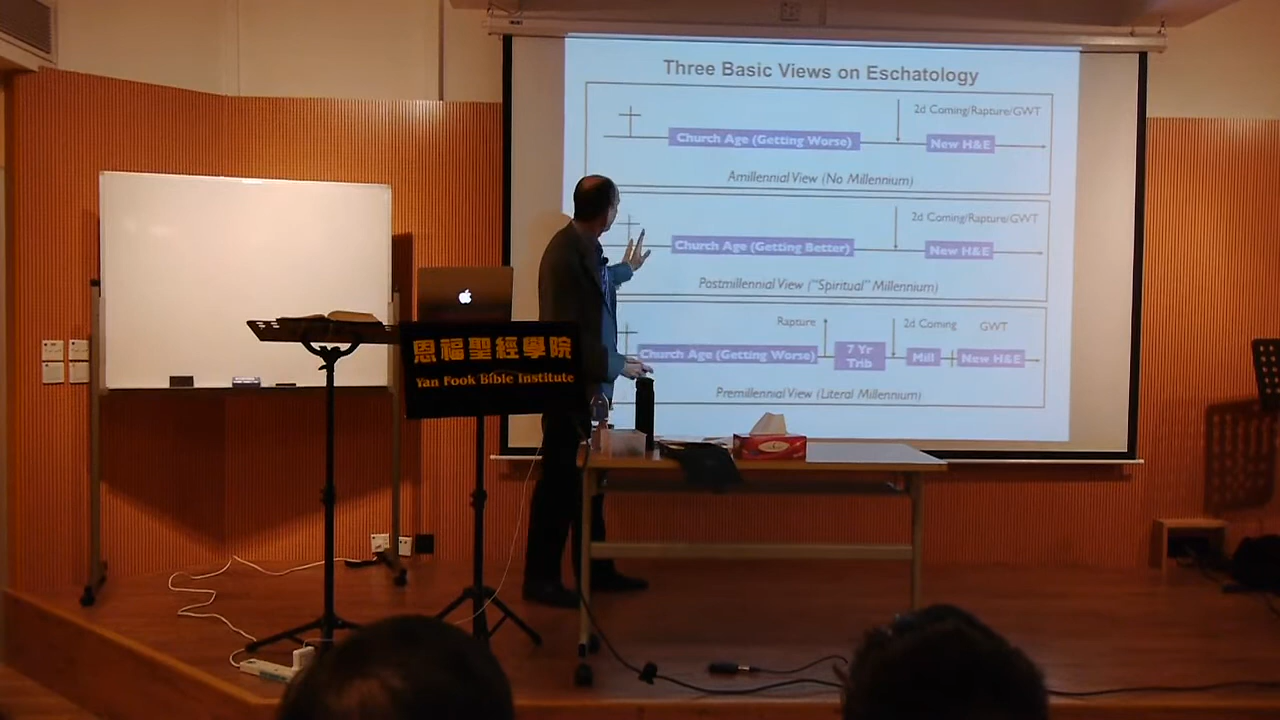 Three Basic Views on Eschatology
2d Coming/Rapture/GWT
Church Age (Getting Worse)
New H&E
Amillennial View (No Millennium)
2d Coming/Rapture/GWT
Church Age (Getting Better)
New H&E
Postmillennial View ("Spiritual" Millennium)
Rapture
2d Coming
GWT
Church Age (Getting Worse)
7 Yr
Trib
Mill
New H&E
Premillennial View (Literal Millennium)
恩福聖經學院
Yan Fook Bible Institute